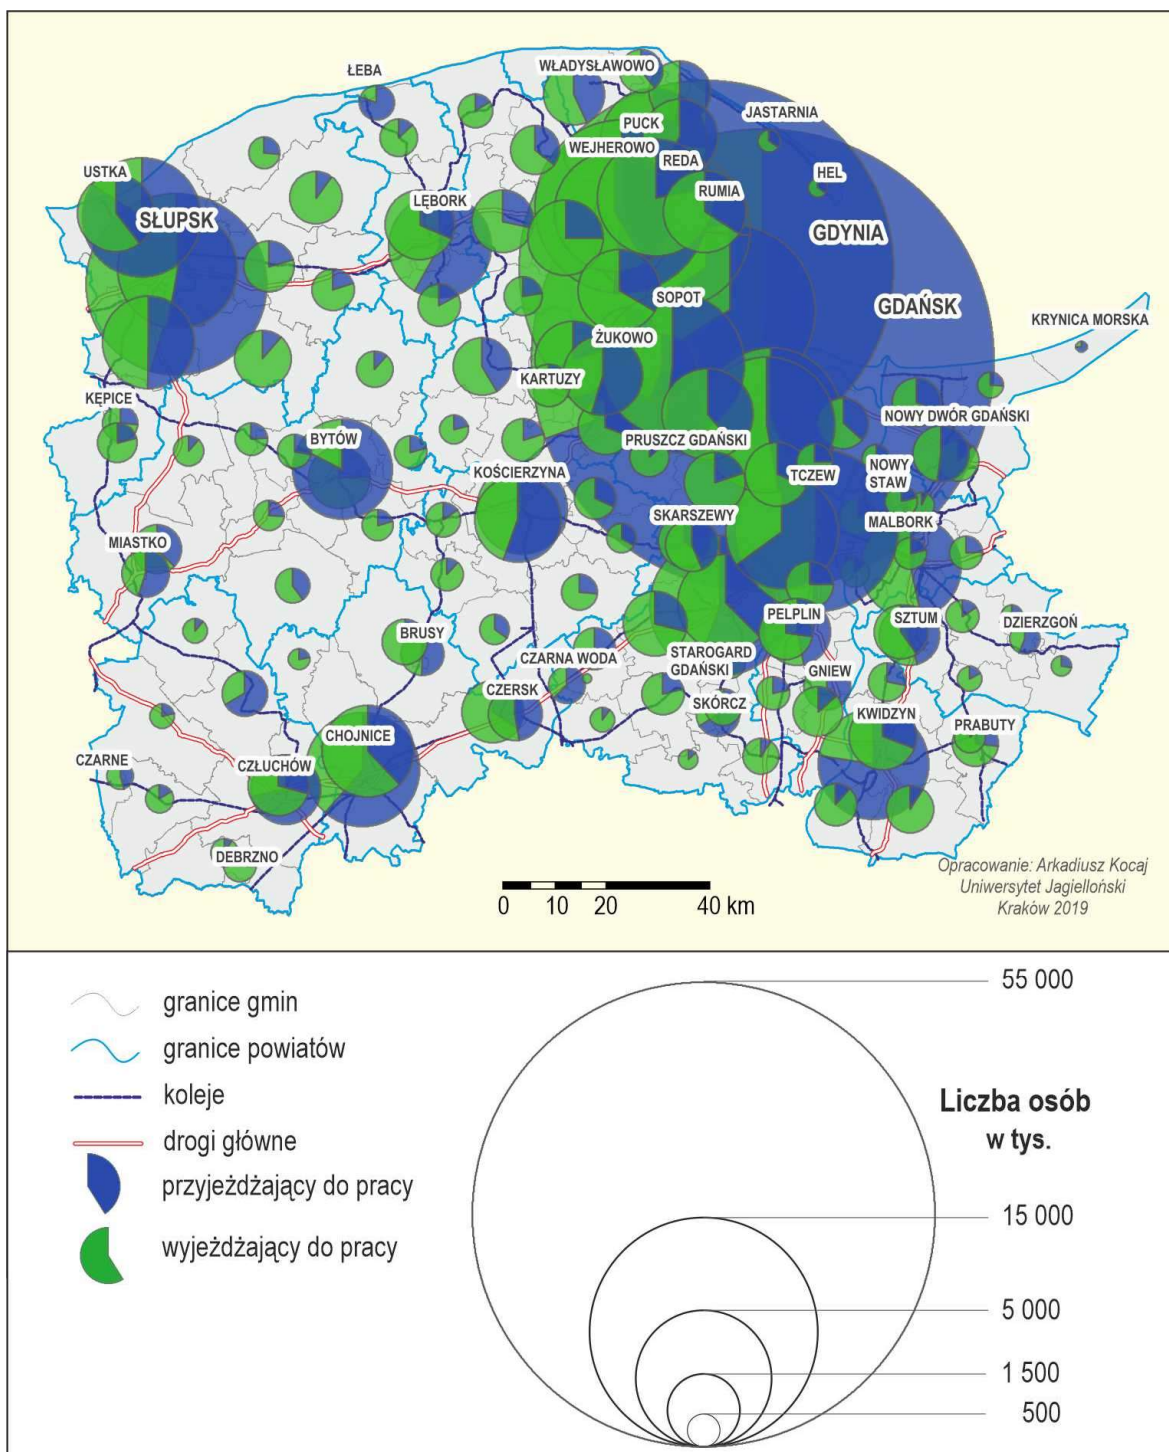 ŁEBA
WŁADYSŁAWOWO
JASTARNIA
PUCK
WEJHEROWO
REDA
HEL
USTKA
RUMIA
LĘBORK
SŁUPSK
GDYNIA
SOPOT
GDAŃSK
KRYNICA MORSKA
ŻUKOWO
KARTUZY
KĘPICE
NOWY DWÓR GDAŃSKI
BYTÓW
PRUSZCZ GDAŃSKI
KOŚCIERZYNA
TCZEW
NOWY
STAW
SKARSZEWY
MALBORK
MIASTKO
PELPLIN
SZTUM
DZIERZGOŃ
BRUSY
CZARNA WODA
STAROGARD
GDAŃSKI
GNIEW
CZERSK
SKÓRCZ
KWIDZYN
PRABUTY
CHOJNICE
CZARNE
CZŁUCHÓW
DEBRZNO
Opracowanie: Arkadiusz Kocaj
Uniwersytet Jagielloński
Kraków 2019
0 10 20 40 km
granice gmin
granice powiatów
koleje
drogi główne
przyjeżdżający do pracy
wyjeżdżający do pracy
55 000
Liczba osób
w tys.
15 000
5 000
1 500
500